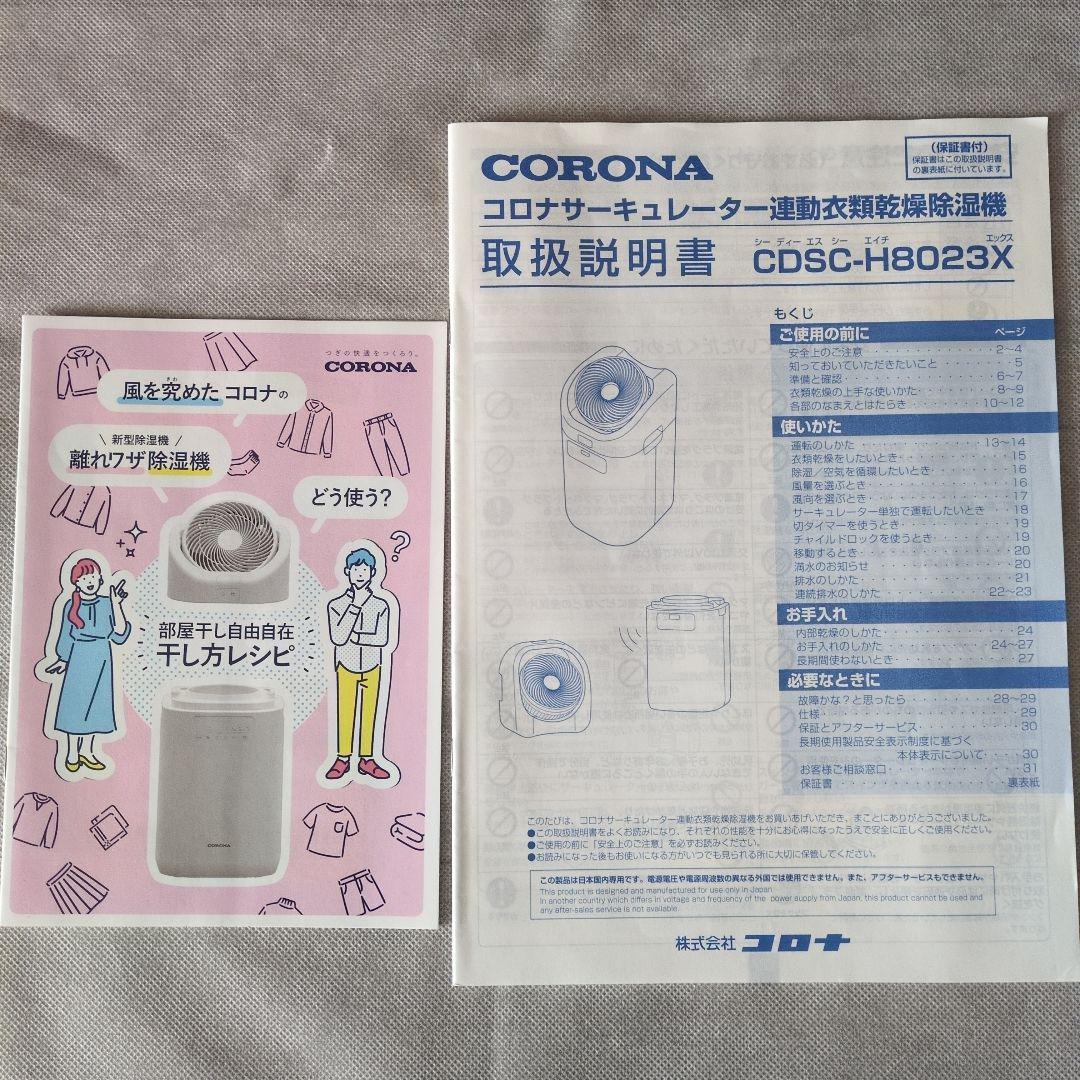 つぎの快適をつくろう。
CORONA
きわ
風を究めた コロナの
新型除湿機
離れワザ除湿機
どう使う?
?
部屋干し自由自在
干し方レシピ
CORONA
CORONA
(保証書付)
保証書はこの取扱説明書
の裏表紙に付いています。
コロナサーキュレーター連動衣類乾燥除湿機
シー ディー エス シー エイチ エックス
取扱説明書 CDSC-H8023X
もくじ
ご使用の前に ページ
安全上のご注意・・・・・・・・・・・・2~4
知っておいていただきたいこと・・・・・・・5
準備と確認・・・・・・・・・・・・・・6~7
衣類乾燥の上手な使いかた・・・・・・・8~9
各部のなまえとはたらき・・・・・・・10~12
使いかた
運転のしかた・・・・・・・・・・・・13~14
衣類乾燥をしたいとき・・・・・・・・・・15
除湿/空気を循環したいとき・・・・・・・16
風量を選ぶとき・・・・・・・・・・・・・16
風向を選ぶとき・・・・・・・・・・・・・17
サーキュレーター単独で運転したいとき・・18
切タイマーを使うとき・・・・・・・・・・19
チャイルドロックを使うとき・・・・・・・19
移動するとき・・・・・・・・・・・・・・20
満水のお知らせ・・・・・・・・・・・・・20
排水のしかた・・・・・・・・・・・・・・21
連続排水のしかた・・・・・・・・・・22~23
お手入れ
内部乾燥のしかた・・・・・・・・・・・・24
お手入れのしかた・・・・・・・・・・24~27
長期間使わないとき・・・・・・・・・・・27
必要なときに
故障かな?と思ったら・・・・・・・・28~29
仕様・・・・・・・・・・・・・・・・・・29
保証とアフターサービス・・・・・・・・・30
長期使用製品安全表示制度に基づく
本体表示について・・・・・30
お客様ご相談窓口・・・・・・・・・・・・31
保証書・・・・・・・・・・・・・・・裏表紙
このたびは、コロナサーキュレーター連動衣類乾燥除湿機をお買いあげいただき、まことにありがとうございました。
●この取扱説明書をよくお読みになり、それぞれの性能を十分にお心得になったうえで安全に正しくご使用ください。
●ご使用の前に「安全上のご注意」を必ずお読みください。
●お読みになった後もお使いになる方がいつでも見られる所に大切に保管してください。
この製品は日本国内専用です。電源電圧や電源周波数の異なる外国では使用できません。また、アフターサービスもできません。
This product is designed and manufactured for use only in Japan.
In another country which differs in voltage and frequency of the power supply from Japan, this product cannot be used and
any after-sales service is not available.
株式会社 コロナ